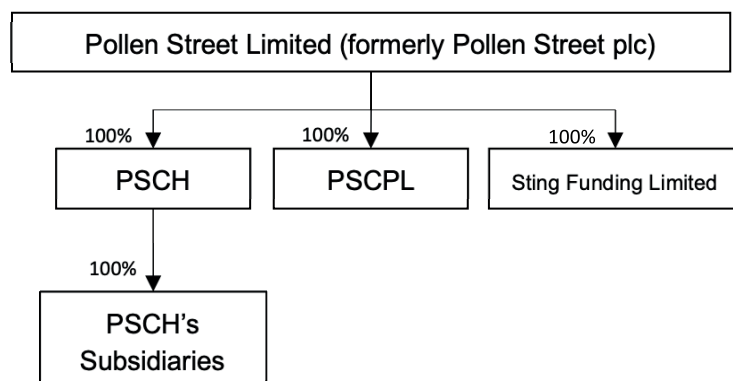 Pollen Street Limited (formerly Pollen Street plc)
100%
100%
100%
PSCH
PSCPL
Sting Funding Limited
100%
PSCH’s
Subsidiaries